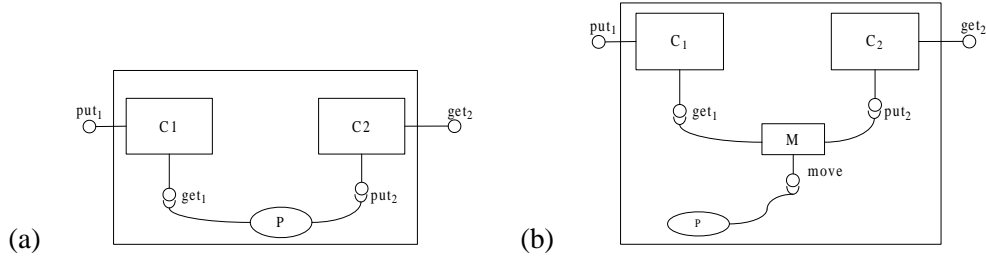 put₁
C1
C2
get₂
get₁
put₂
P
(a)
put₁
C₁
C₂
get₂
get₁
put₂
M
move
P
(b)